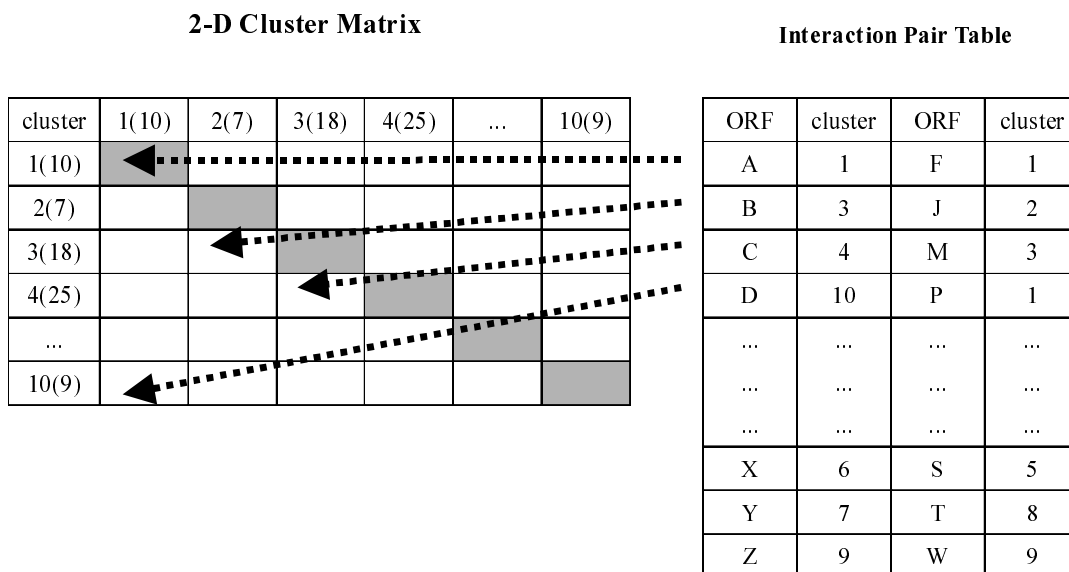 2-D Cluster Matrix
Interaction Pair Table
cluster 1(10) 2(7) 3(18) 4(25) ... 10(9)
1(10)
2(7)
3(18)
4(25)
...
10(9)
ORF cluster ORF cluster
A 1 F 1
B 3 J 2
C 4 M 3
D 10 P 1
... ... ... ...
... ... ... ...
... ... ... ...
X 6 S 5
Y 7 T 8
Z 9 W 9